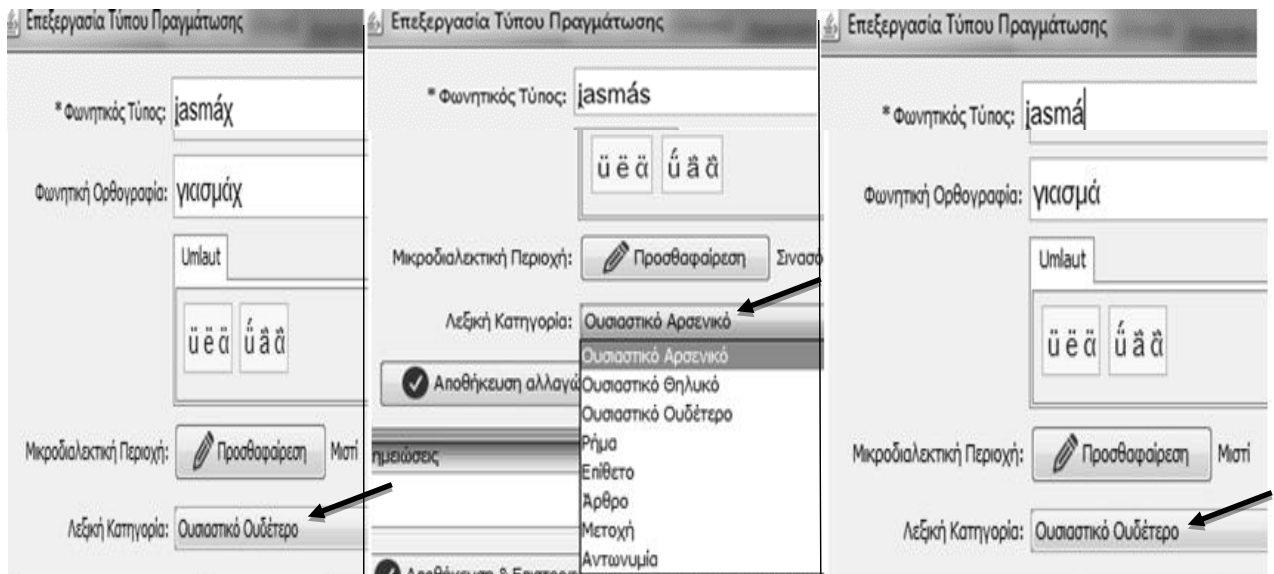 Επεξεργασία Τύπου Πραγμάτωσης
* Φωνητικός Τύπος: jasmáχ
Φωνητική Ορθογραφία: γιασμάχ
Umlaut
Μικροδιαλεκτική Περιοχή: Προσθαφαίρεση Μιστί
Λεξική Κατηγορία: Ουσιαστικό Ουδέτερο
Επεξεργασία Τύπου Πραγμάτωσης
* Φωνητικός Τύπος: jasmás
Μικροδιαλεκτική Περιοχή: Προσθαφαίρεση Σινασό
Λεξική Κατηγορία: Ουσιαστικό Αρσενικό
Ουσιαστικό Αρσενικό
Αποθήκευση αλλαγώ Ουσιαστικό Θηλυκό
Ουσιαστικό Ουδέτερο
Ρήμα
ημειώσεις
Επίθετο
Άρθρο
Μετοχή
Αντωνυμία
Επεξεργασία Τύπου Πραγμάτωσης
* Φωνητικός Τύπος: jasmá
Φωνητική Ορθογραφία: γιασμά
Umlaut
Μικροδιαλεκτική Περιοχή: Προσθαφαίρεση Μιστί
Λεξική Κατηγορία: Ουσιαστικό Ουδέτερο